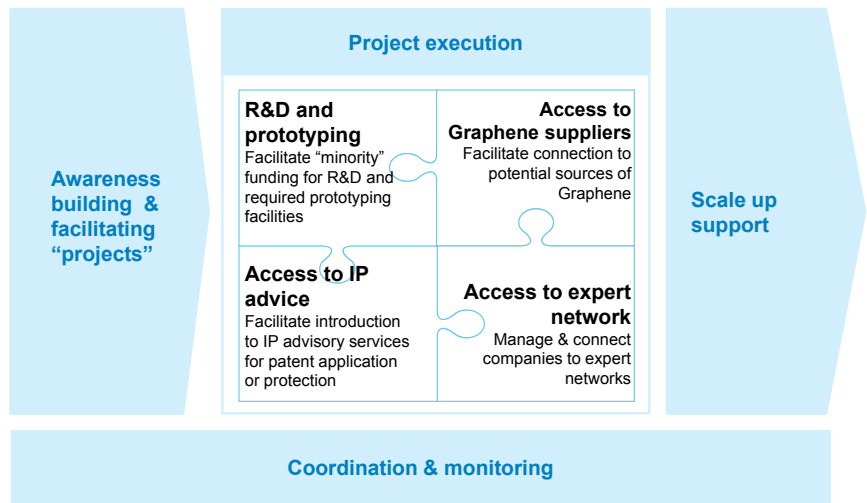 Project execution
Awareness
building &
facilitating
“projects”
R&D and
prototyping
Facilitate “minority”
funding for R&D and
required prototyping
facilities
Access to
Graphene suppliers
Facilitate connection to
potential sources of
Graphene
Access to IP
advice
Facilitate introduction
to IP advisory services
for patent application
or protection
Access to expert
network
Manage & connect
companies to expert
networks
Scale up
support
Coordination & monitoring